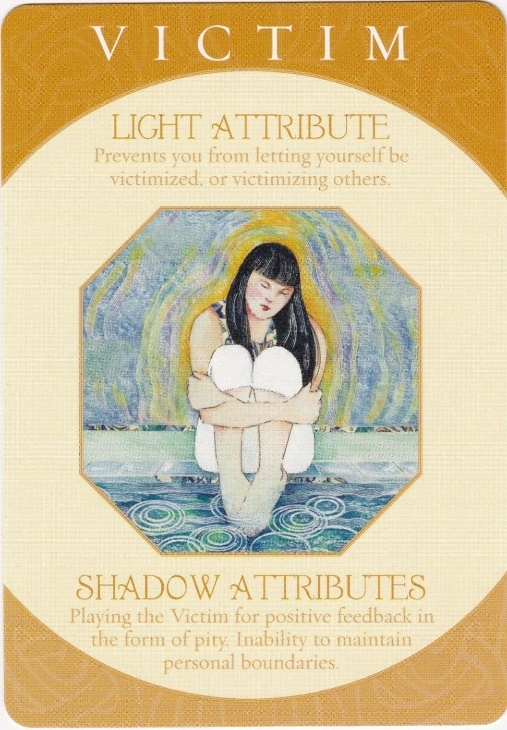 VICTIM
LIGHT ATTRIBUTE
Prevents you from letting yourself be
victimized, or victimizing others.
SHADOW ATTRIBUTES
Playing the Victim for positive feedback in
the form of pity. Inability to maintain
personal boundaries.